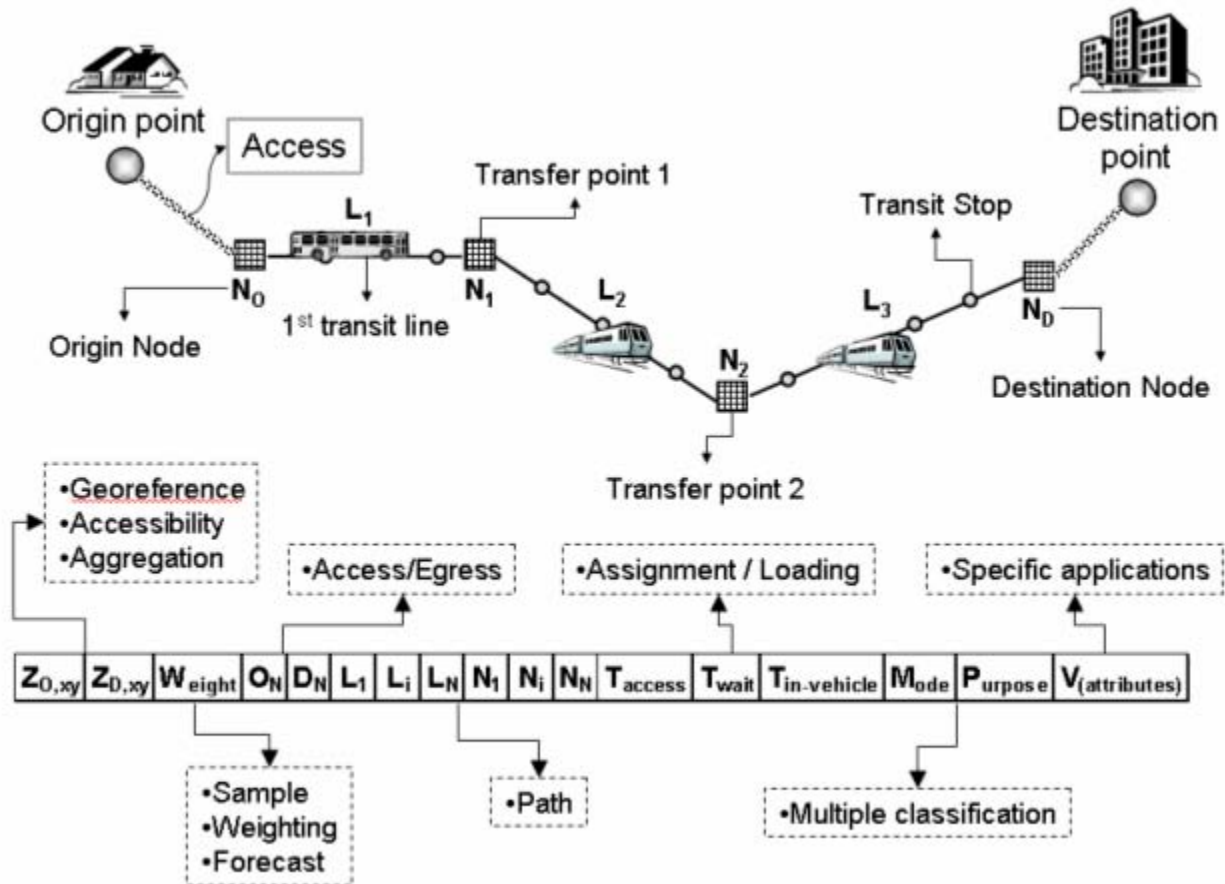 Origin point
Access
Destination
point
Transfer point 1
Transit Stop
L1
N1
NO
1st transit line
L2
L3
ND
Origin Node
N2
Destination Node
Transfer point 2
•Georeference
•Accessibility
•Aggregation
•Access/Egress
•Assignment / Loading
•Specific applications
ZO,xy ZD,xy Weight ON DN L1 Li LN N1 Ni NN Taccess Twait Tin-vehicle Mode Purpose V(attributes)
•Sample
•Weighting
•Forecast
•Path
•Multiple classification